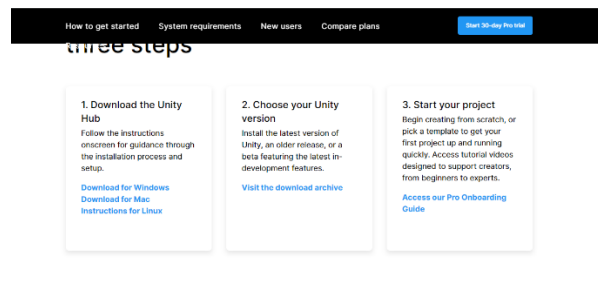 How to get started System requirements New users Compare plans Start 30-day Pro trial
three steps
1. Download the Unity
Hub
Follow the instructions
onscreen for guidance through
the installation process and
setup.
Download for Windows
Download for Mac
Instructions for Linux
2. Choose your Unity
version
Install the latest version of
Unity, an older release, or a
beta featuring the latest in-
development features.
Visit the download archive
3. Start your project
Begin creating from scratch, or
pick a template to get your
first project up and running
quickly. Access tutorial videos
designed to support creators,
from beginners to experts.
Access our Pro Onboarding
Guide